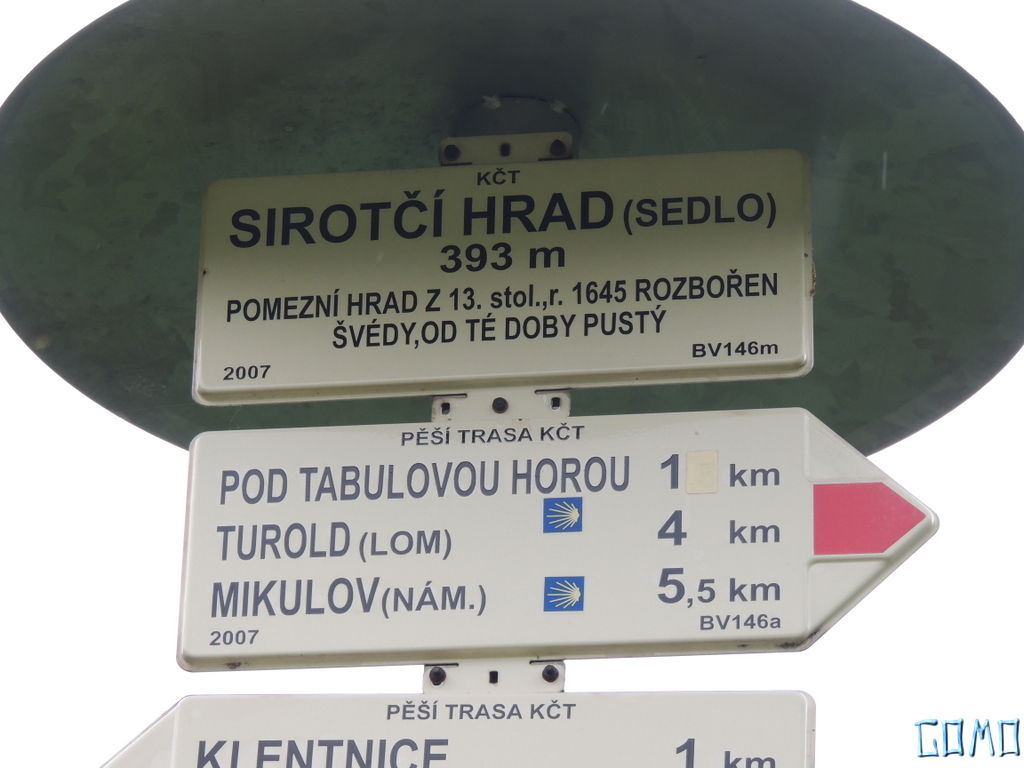 KČT
SIROTČÍ HRAD (SEDLO)
393 m
POMEZNÍ HRAD Z 13. stol.,r. 1645 ROZBOŘEN
ŠVÉDY,OD TÉ DOBY PUSTÝ
2007 BV146m
PĚŠÍ TRASA KČT
POD TABULOVOU HOROU 1 km
TUROLD (LOM) 4 km
MIKULOV(NÁM.) 5,5 km
2007 BV146a
PĚŠÍ TRASA KČT
KLENTNICE 1 km
GOMO